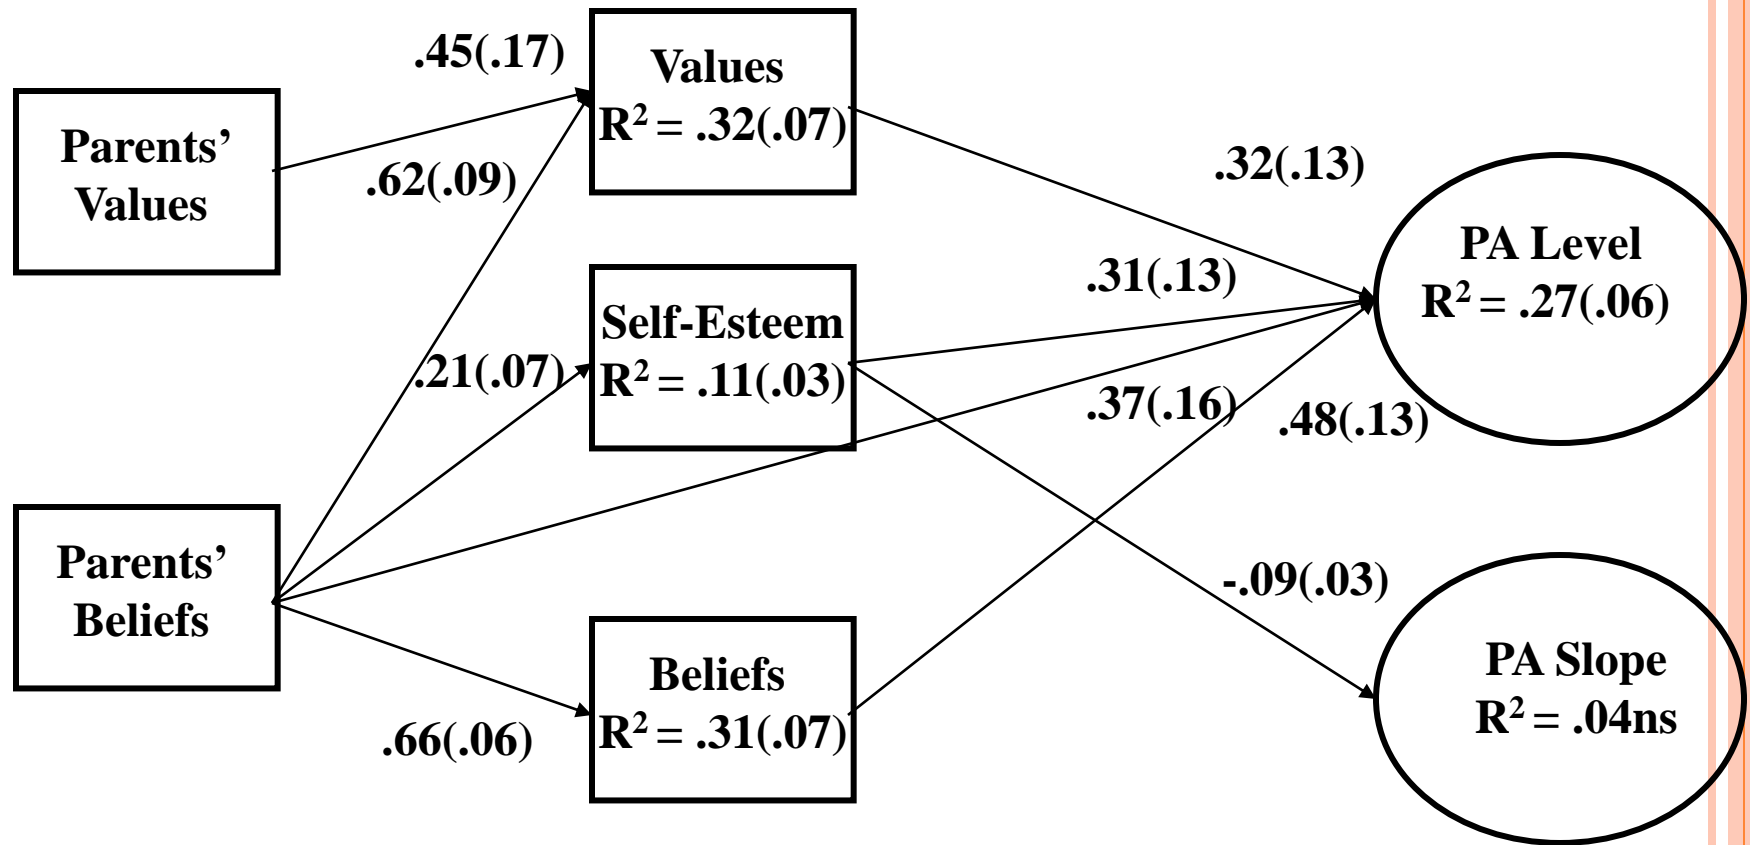 .45(.17)
Values
R² = .32(.07)
Parents’
Values
.62(.09)
.32(.13)
PA Level
R² = .27(.06)
.31(.13)
Self-Esteem
R² = .11(.03)
.21(.07)
.37(.16)
.48(.13)
Parents’
Beliefs
-.09(.03)
Beliefs
R² = .31(.07)
.66(.06)
PA Slope
R² = .04ns